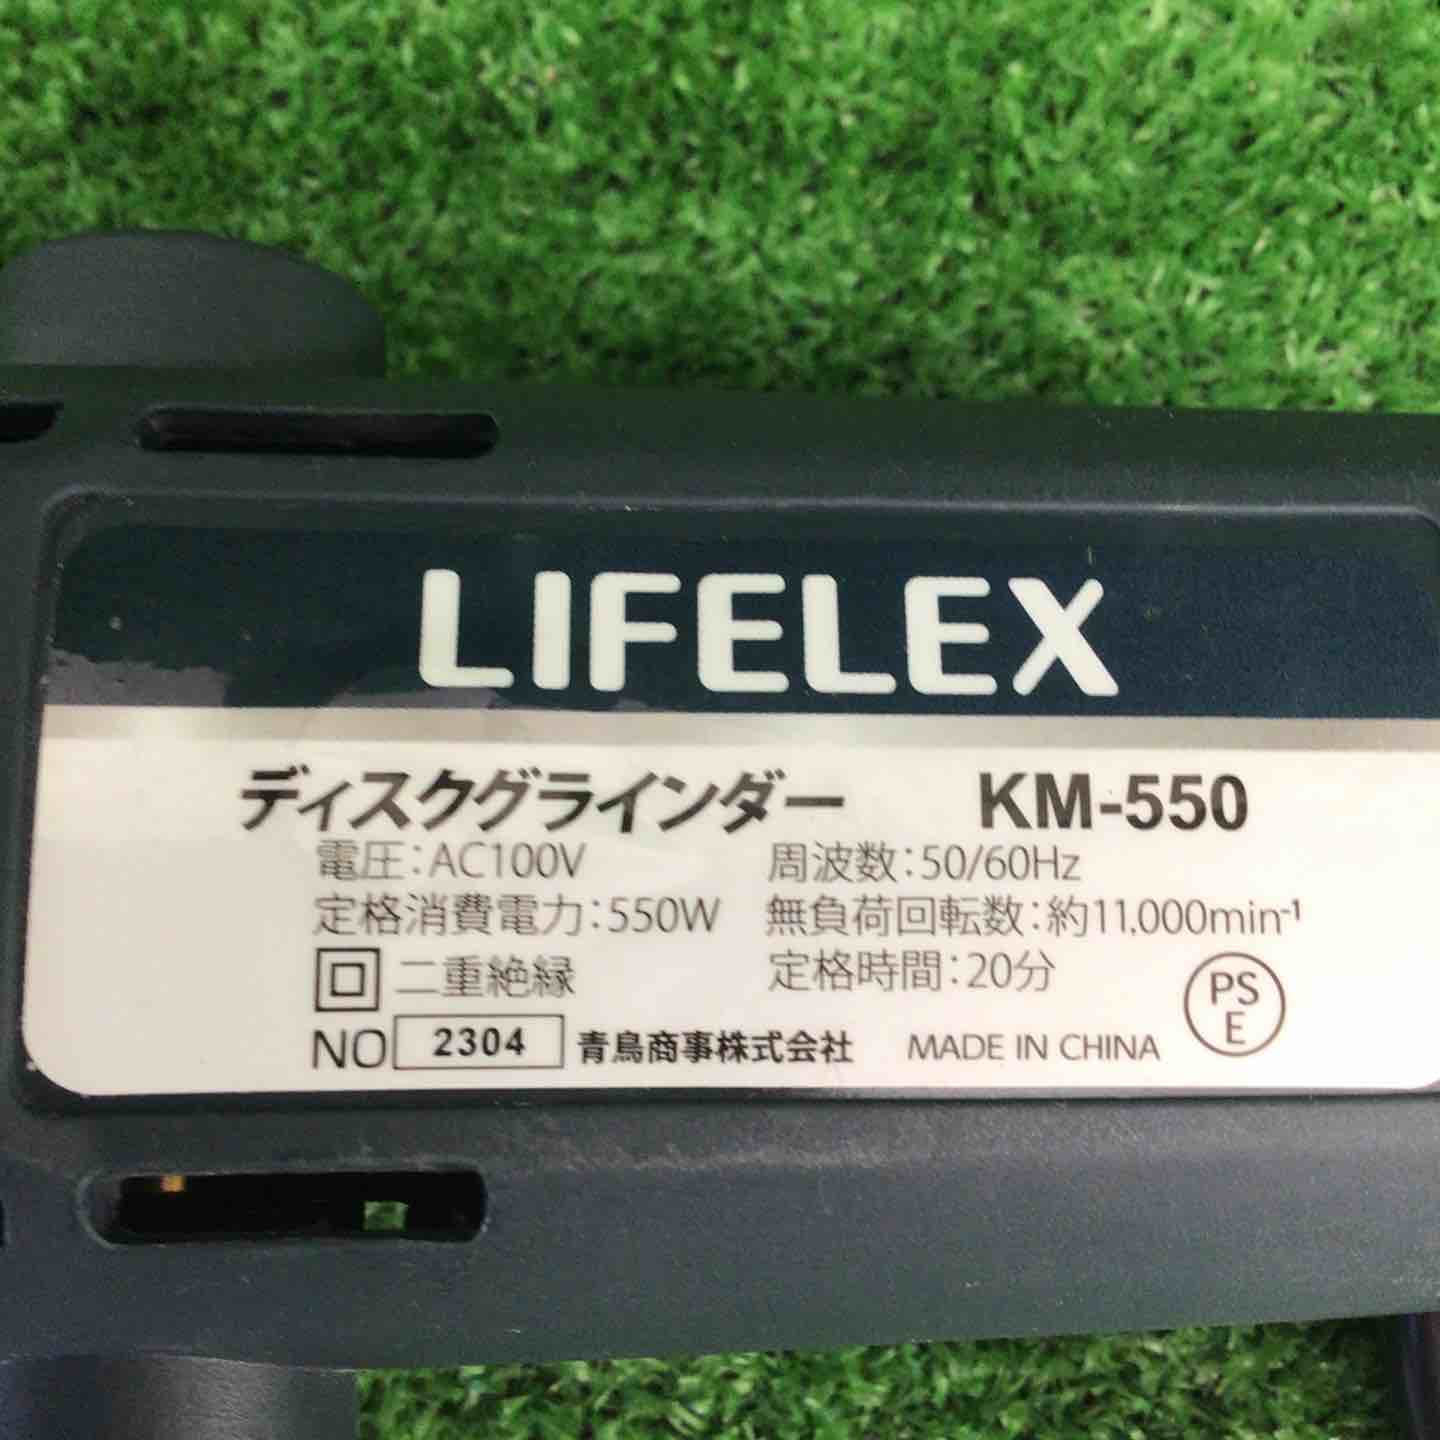 LIFELEX
ディスクグラインダー KM-550
電圧：AC100V 周波数：50/60Hz
定格消費電力：550W 無負荷回転数：約11,000min⁻¹
二重絶縁 定格時間：20分
PS
E
NO 2304 青鳥商事株式会社 MADE IN CHINA